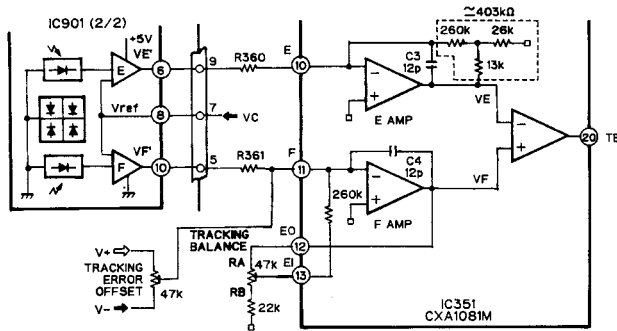 IC901 (2/2)
+5V
VE'
E
6
9
R360
E
10
≃403kΩ
260k
26k
C3
12p
13k
VE
E AMP
Vref
8
7
VC
VF'
F
10
5
R361
F
11
C4
12p
260k
F AMP
VF
20
TE
TRACKING
BALANCE
EO
12
RA
47k
EI
13
RB
22k
V+
TRACKING
ERROR
OFFSET
47k
V-
IC351
CXA1081M